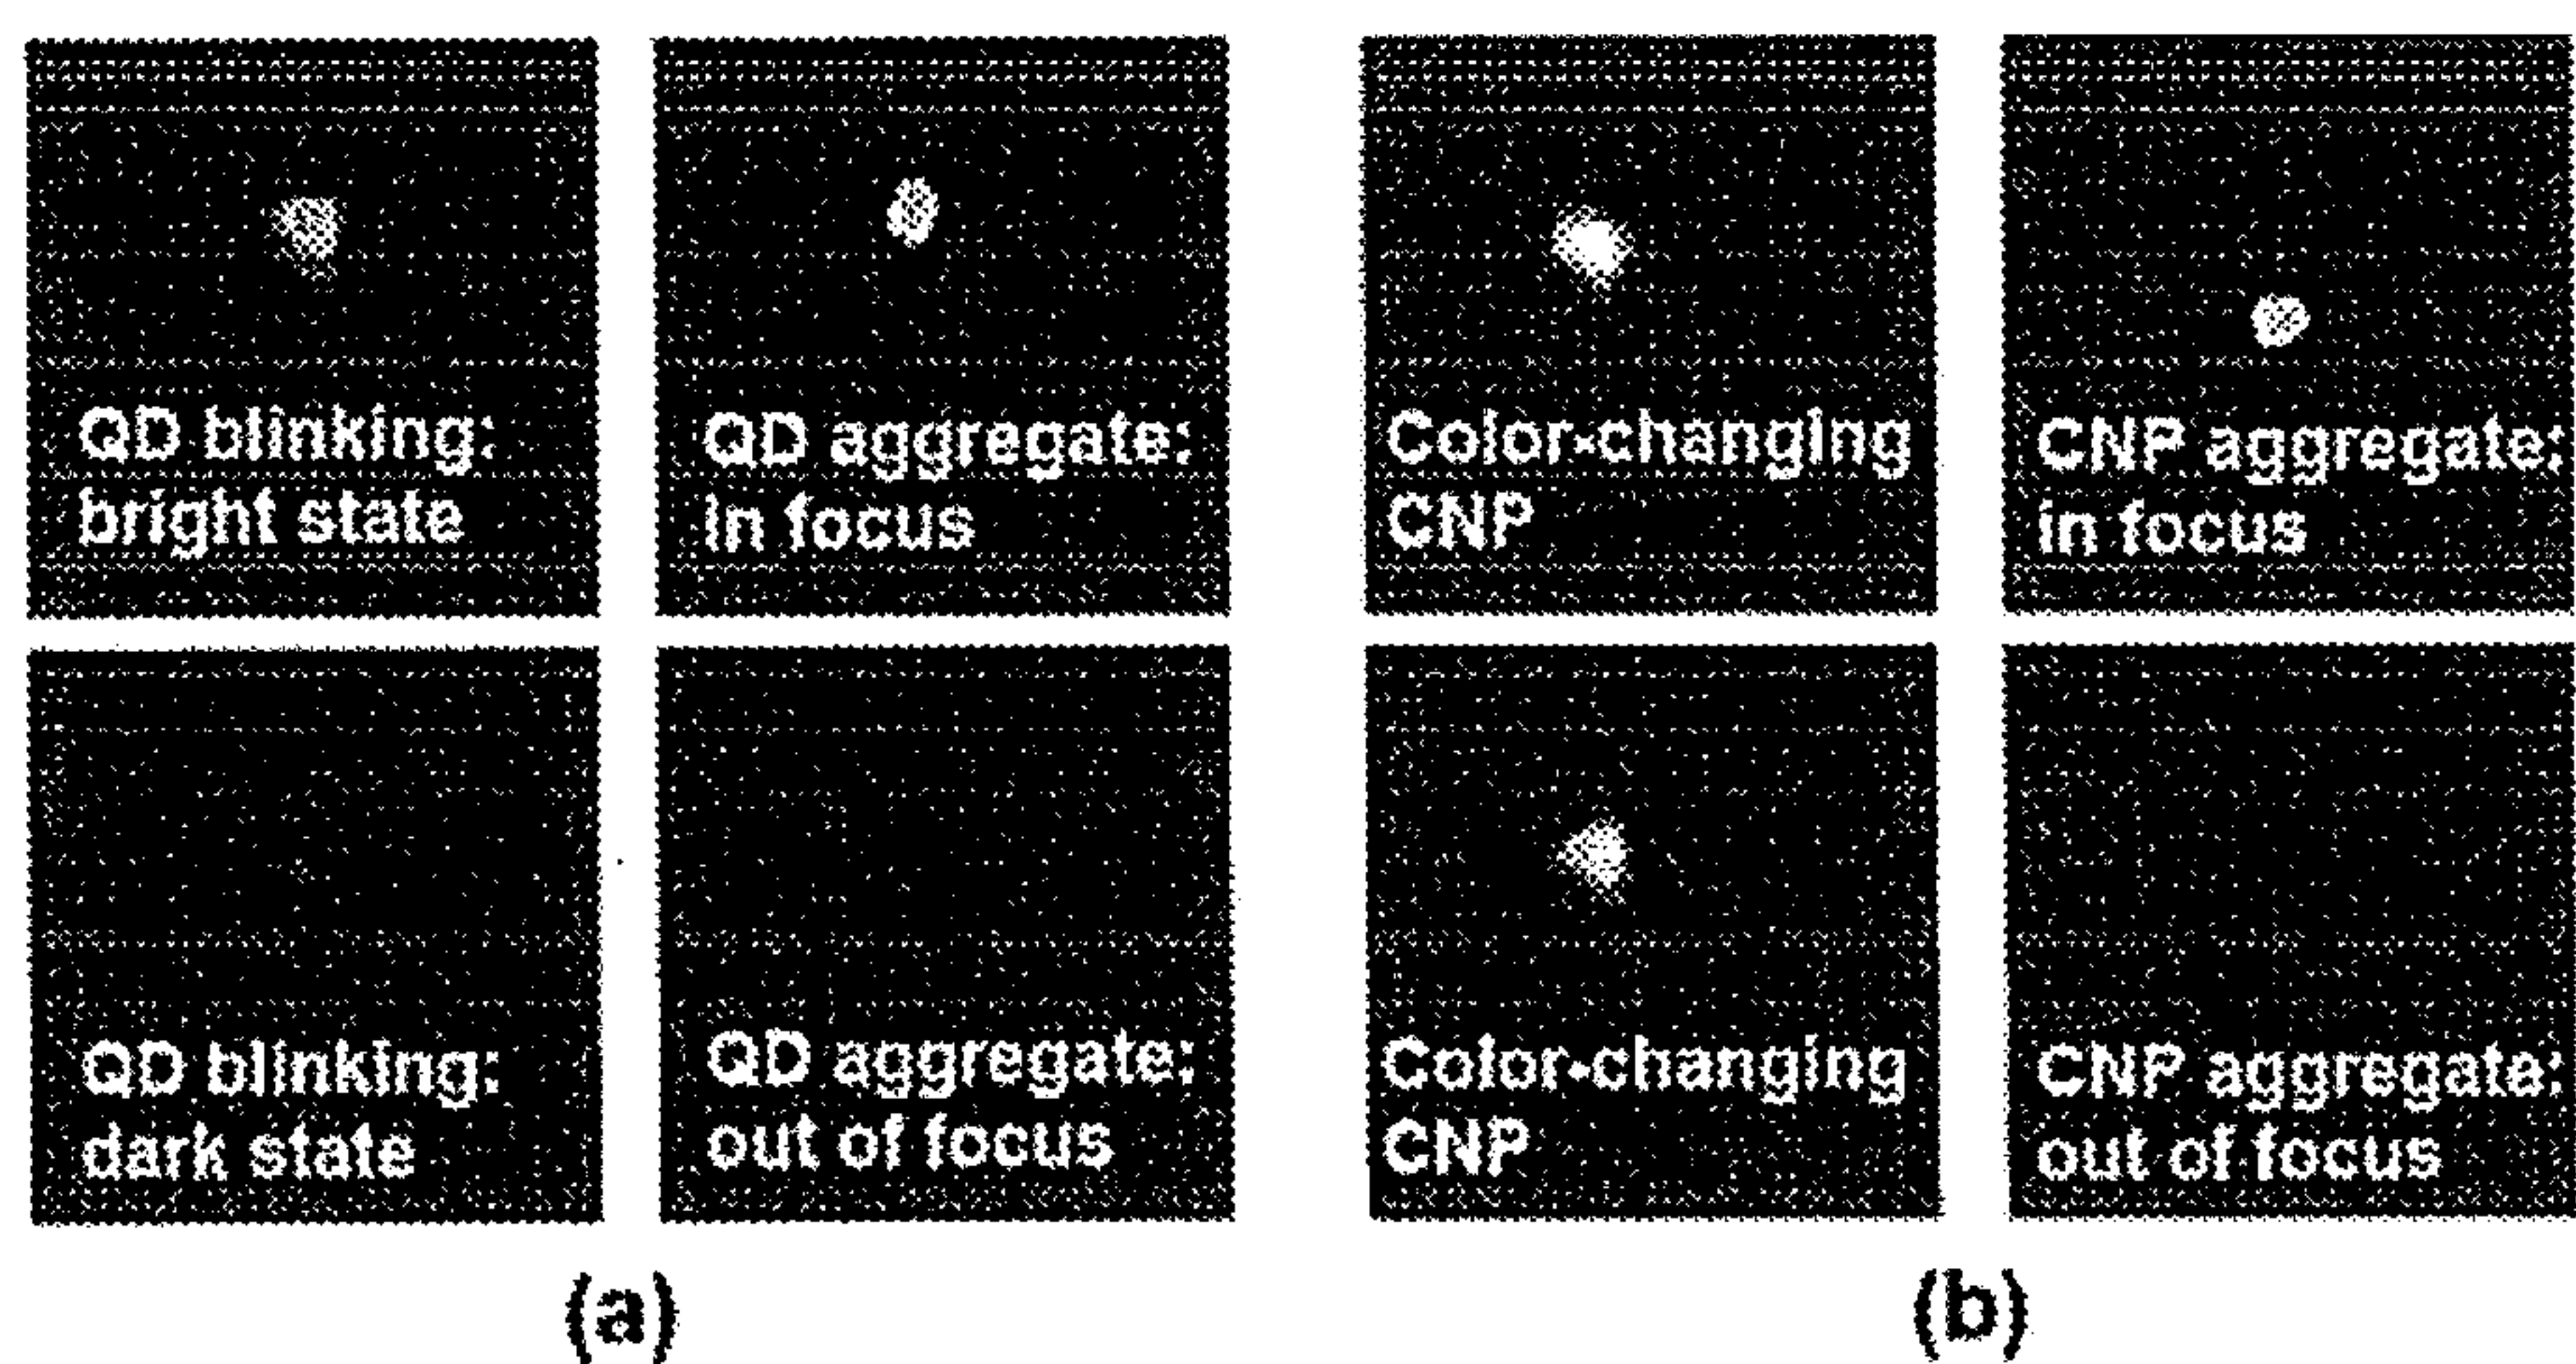 QD blinking:
bright state
QD aggregate:
in focus
Color-changing
CNP
CNP aggregate:
in focus
QD blinking:
dark state
QD aggregate:
out of focus
Color-changing
CNP
CNP aggregate:
out of focus
(a)
(b)